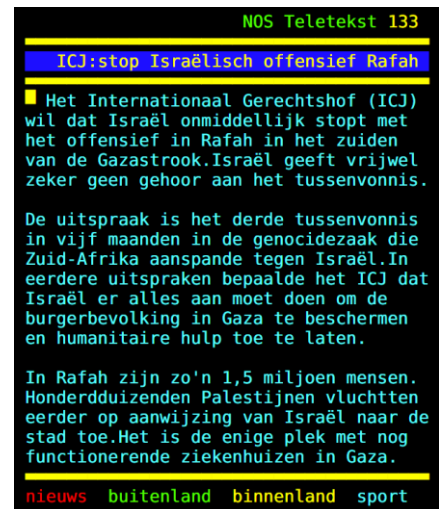 NOS Teletekst 133
ICJ:stop Israëlisch offensief Rafah
Het Internationaal Gerechtshof (ICJ)
wil dat Israël onmiddellijk stopt met
het offensief in Rafah in het zuiden
van de Gazastrook.Israël geeft vrijwel
zeker geen gehoor aan het tussenvonnis.
De uitspraak is het derde tussenvonnis
in vijf maanden in de genocidezaak die
Zuid-Afrika aanspande tegen Israël.In
eerdere uitspraken bepaalde het ICJ dat
Israël er alles aan moet doen om de
burgerbevolking in Gaza te beschermen
en humanitaire hulp toe te laten.
In Rafah zijn zo'n 1,5 miljoen mensen.
Honderdduizenden Palestijnen vluchtten
eerder op aanwijzing van Israël naar de
stad toe.Het is de enige plek met nog
functionerende ziekenhuizen in Gaza.
nieuws buitenland binnenland sport